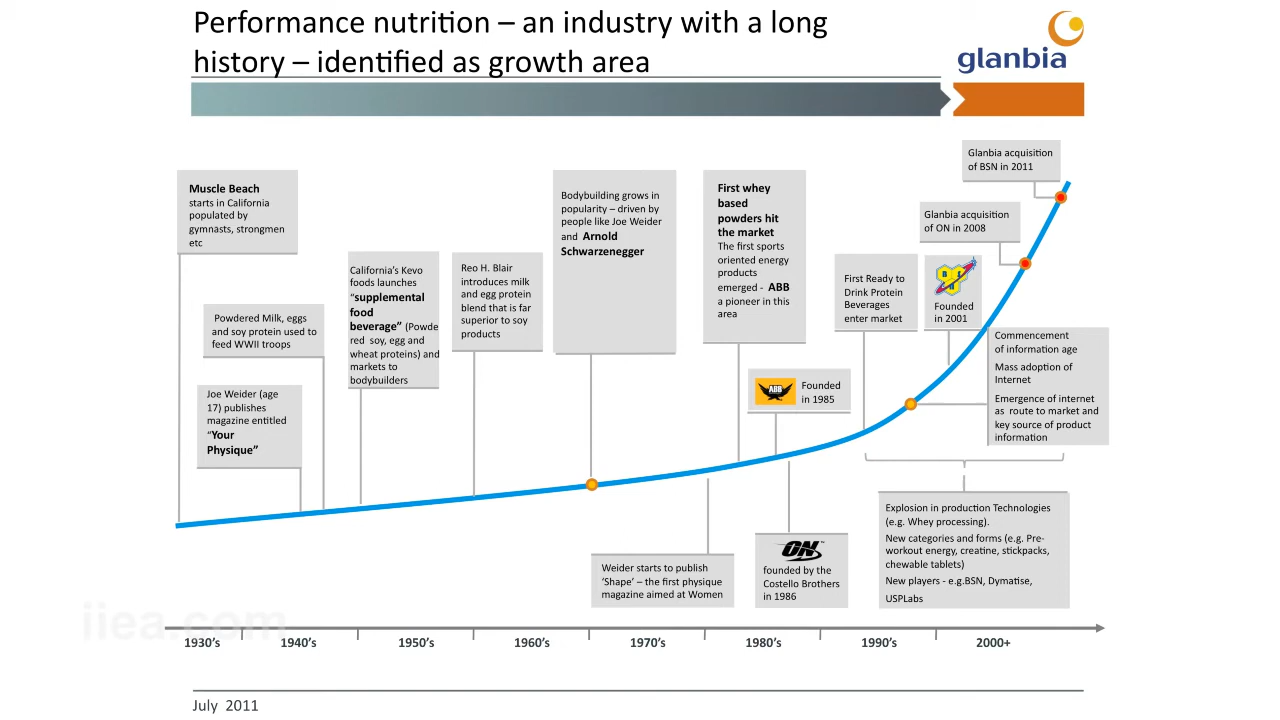 Performance nutrition – an industry with a long
history – identified as growth area
glanbia
Muscle Beach
starts in California
populated by
gymnasts, strongmen
etc
Powdered Milk, eggs
and soy protein used to
feed WWII troops
Joe Weider (age
17) publishes
magazine entitled
“Your
Physique”
California’s Kevo
foods launches
“supplemental
food
beverage” (Powde
red soy, egg and
wheat proteins) and
markets to
bodybuilders
Reo H. Blair
introduces milk
and egg protein
blend that is far
superior to soy
products
Bodybuilding grows in
popularity – driven by
people like Joe Weider
and Arnold
Schwarzenegger
Weider starts to publish
‘Shape’ – the first physique
magazine aimed at Women
First whey
based
powders hit
the market
The first sports
oriented energy
products
emerged - ABB
a pioneer in this
area
ABB
Founded
in 1985
ON
founded by the
Costello Brothers
in 1986
First Ready to
Drink Protein
Beverages
enter market
BSN
Founded
in 2001
Glanbia acquisition
of ON in 2008
Glanbia acquisition
of BSN in 2011
Commencement
of information age
Mass adoption of
Internet
Emergence of internet
as route to market and
key source of product
information
Explosion in production Technologies
(e.g. Whey processing).
New categories and forms (e.g. Pre-
workout energy, creatine, stickpacks,
chewable tablets)
New players - e.g.BSN, Dymatise,
USPLabs
iiea.com
1930’s 1940’s 1950’s 1960’s 1970’s 1980’s 1990’s 2000+
July 2011